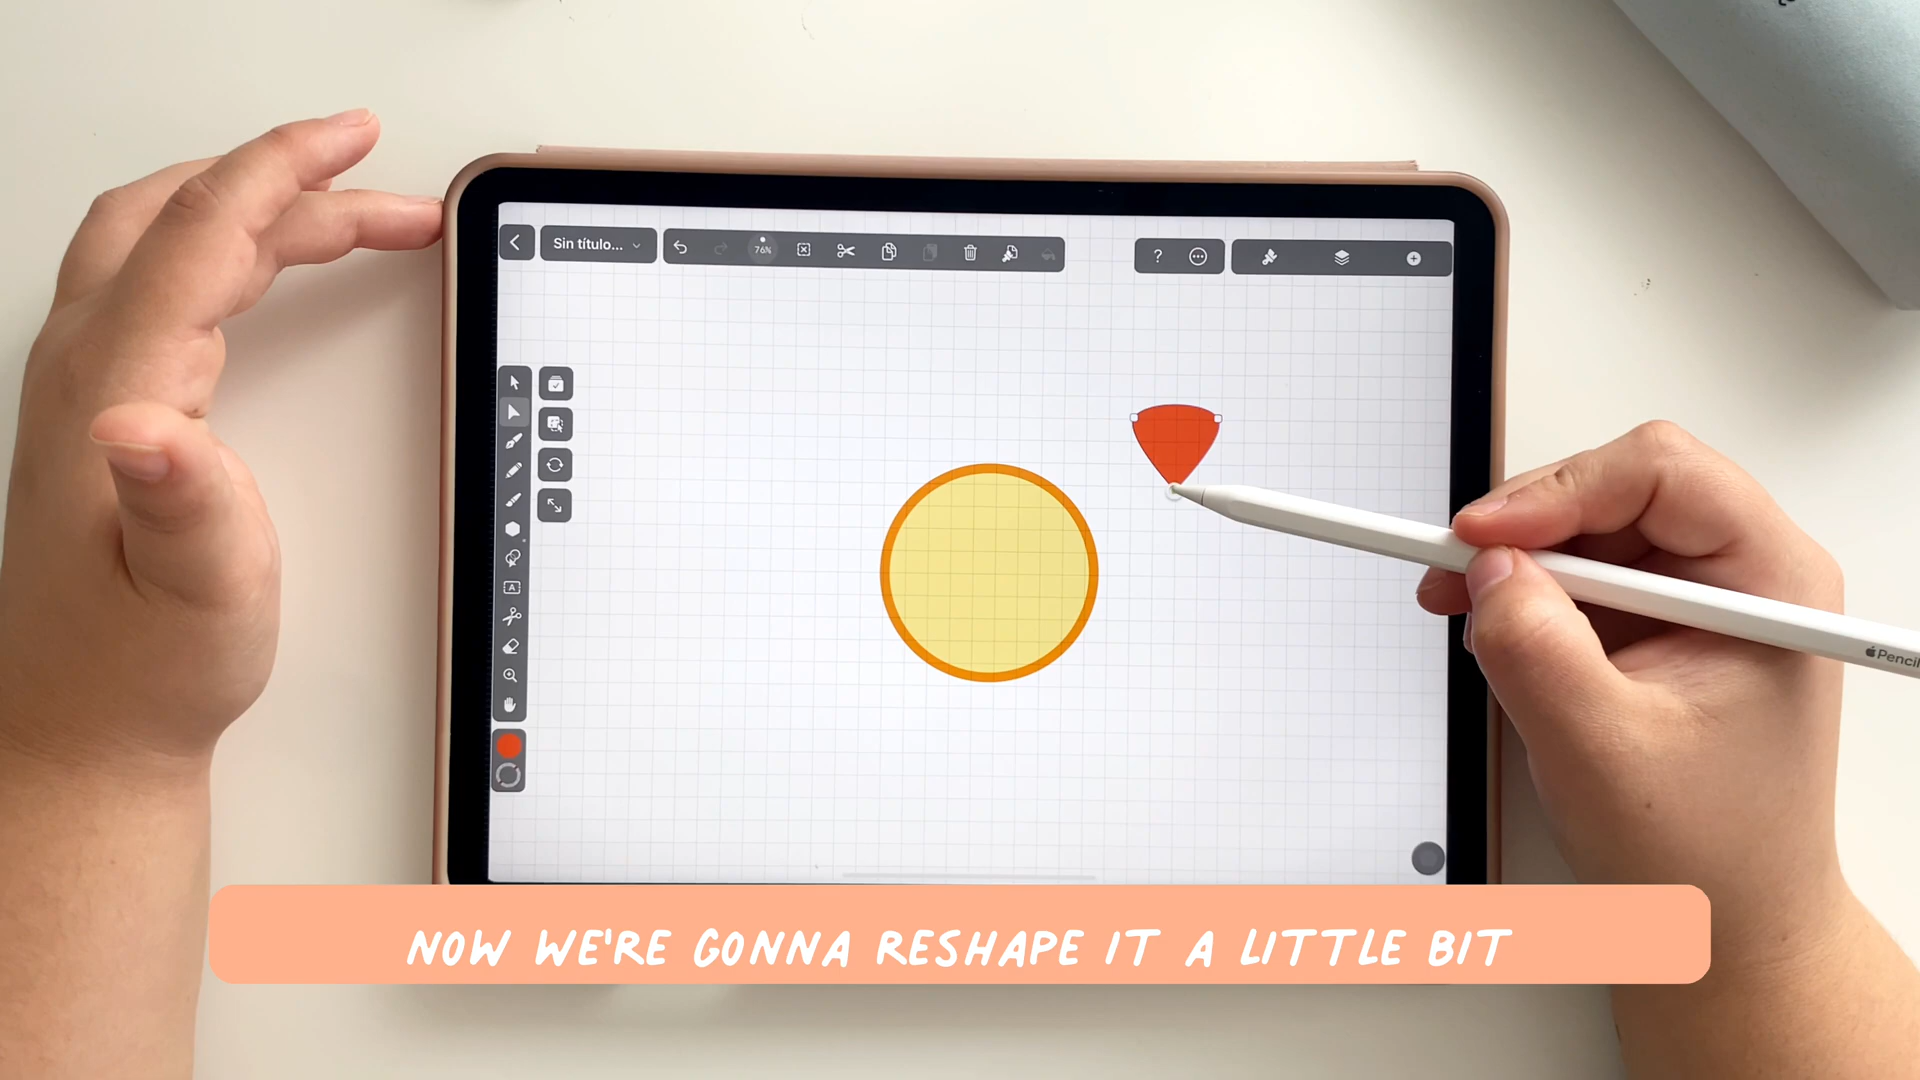 Sin título...
76%
?
A
Pencil
NOW WE'RE GONNA RESHAPE IT A LITTLE BIT